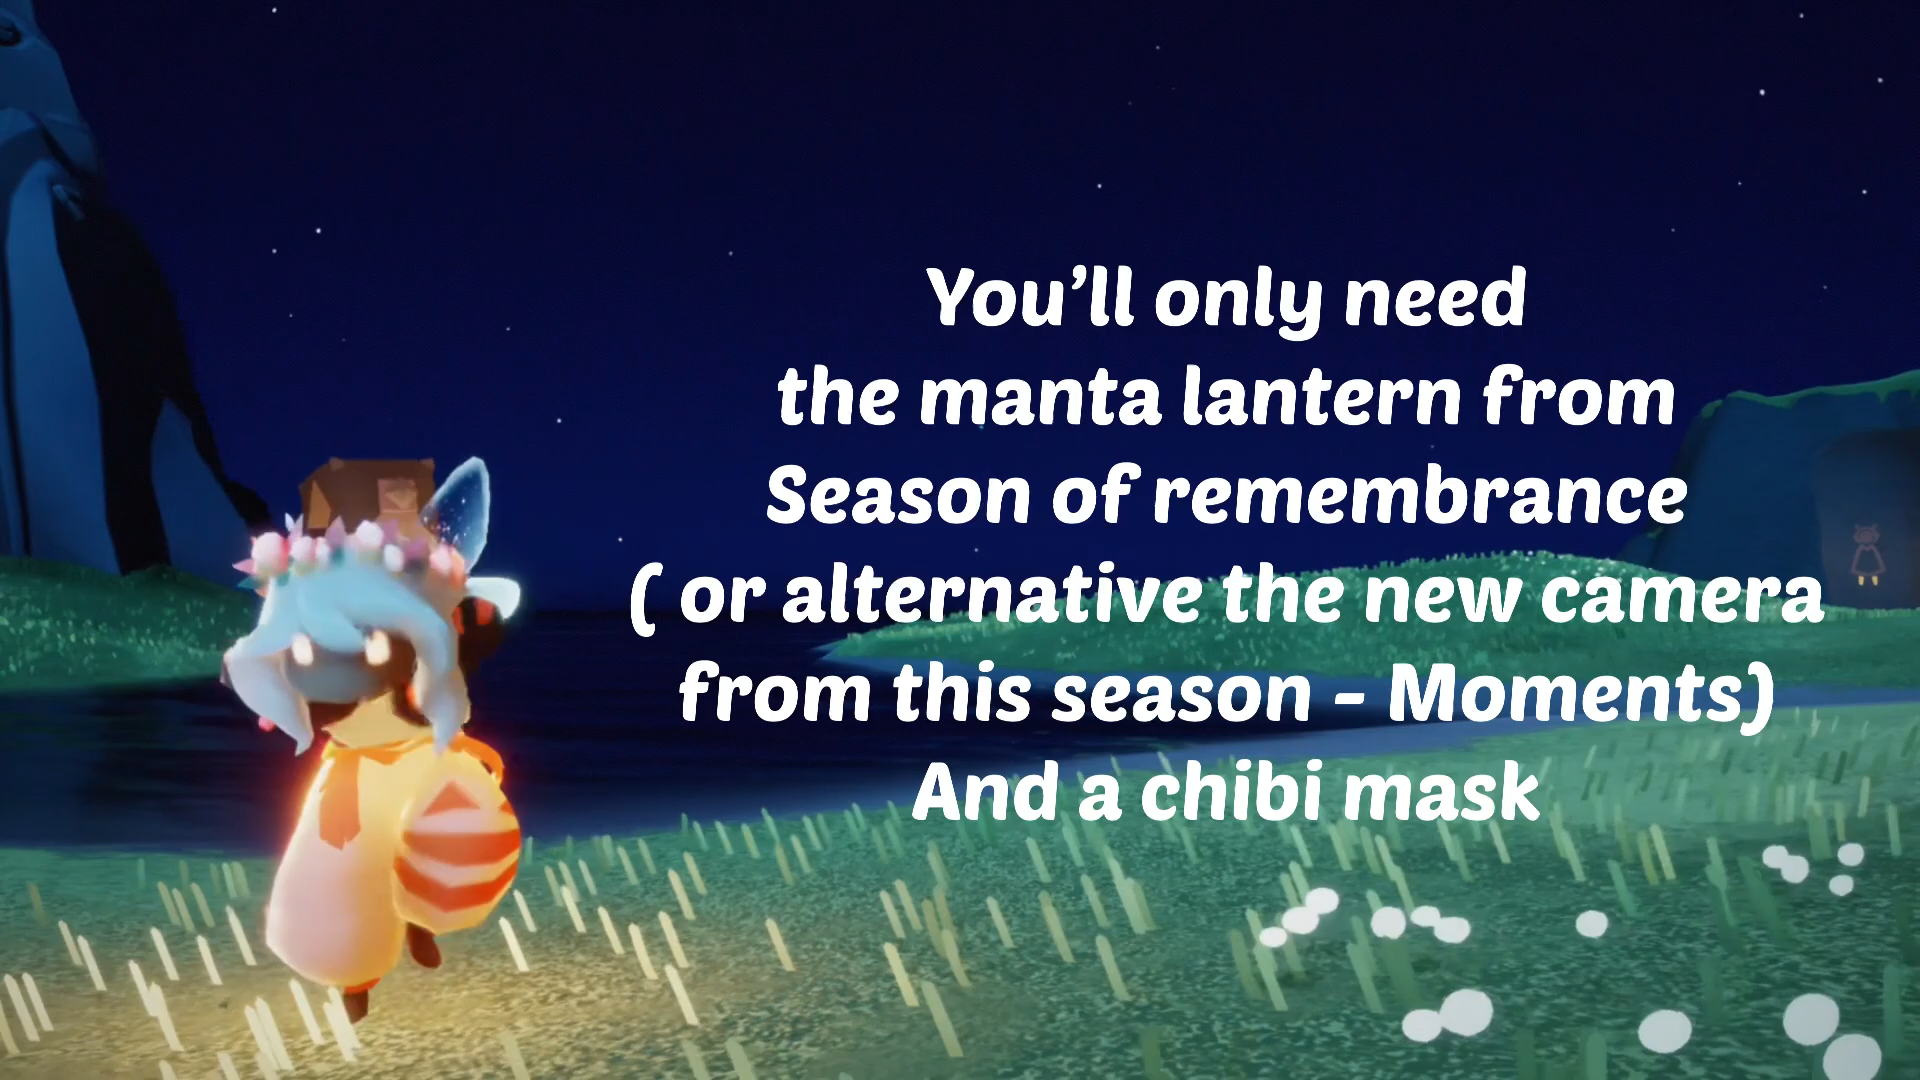 You’ll only need
the manta lantern from
Season of remembrance
( or alternative the new camera
from this season - Moments)
And a chibi mask